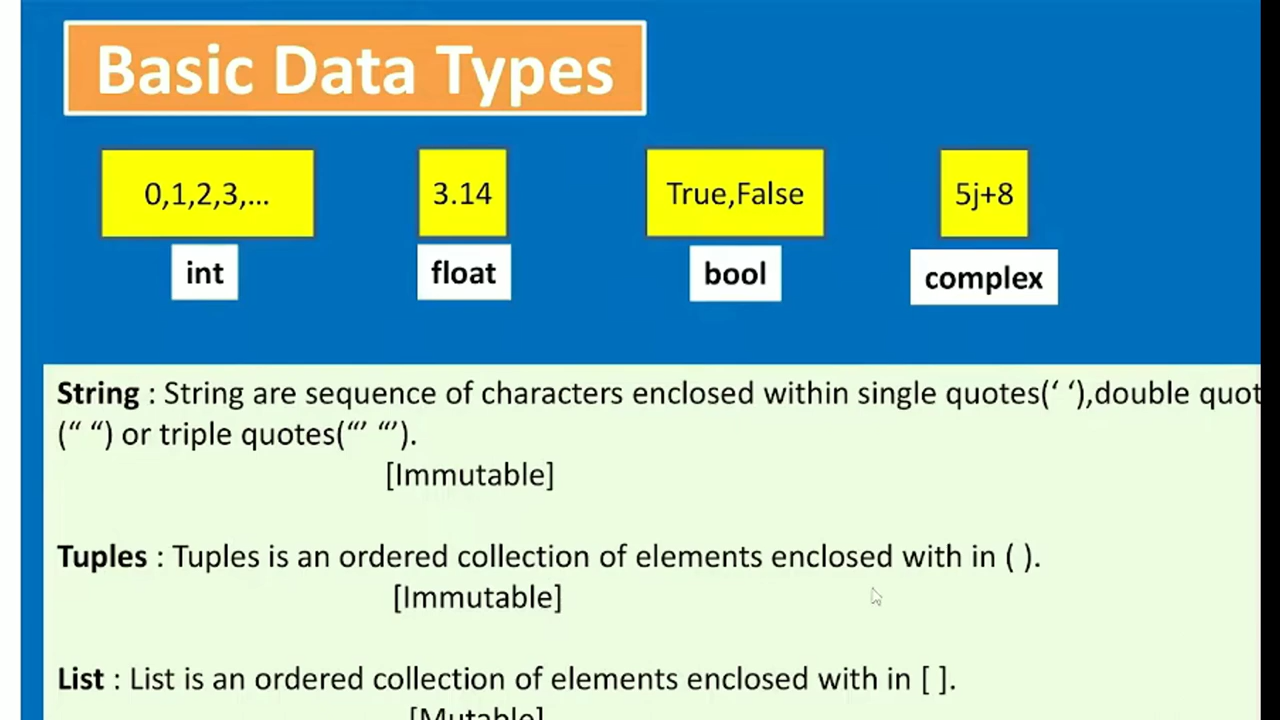 Basic Data Types
0,1,2,3,... 3.14 True,False 5j+8
int float bool complex
String : String are sequence of characters enclosed within single quotes(‘ ‘),double quot
(“ “) or triple quotes(“‘ “‘).
[Immutable]
Tuples : Tuples is an ordered collection of elements enclosed with in ( ).
[Immutable]
List : List is an ordered collection of elements enclosed with in [ ].
[Mutable]